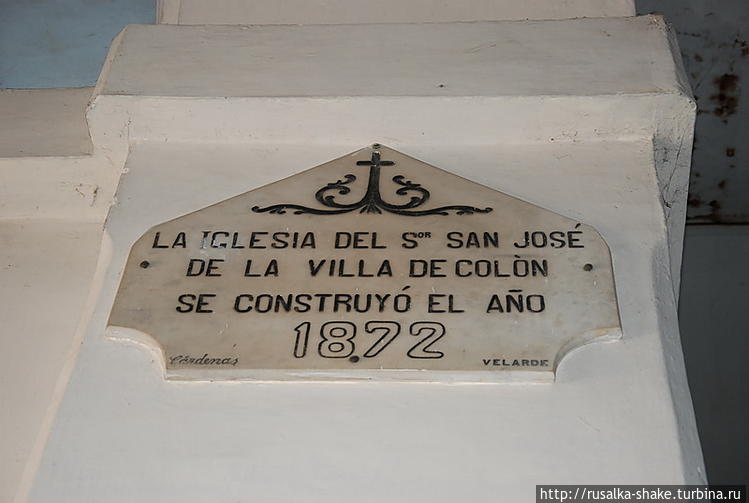 LA IGLESIA DEL Sᵒʳ SAN JOSÉ
DE LA VILLA DE COLÒN
SE CONSTRUYÓ EL AÑO
1872
Cárdenas VELARDE
© http://rusalka-shake.turbina.ru